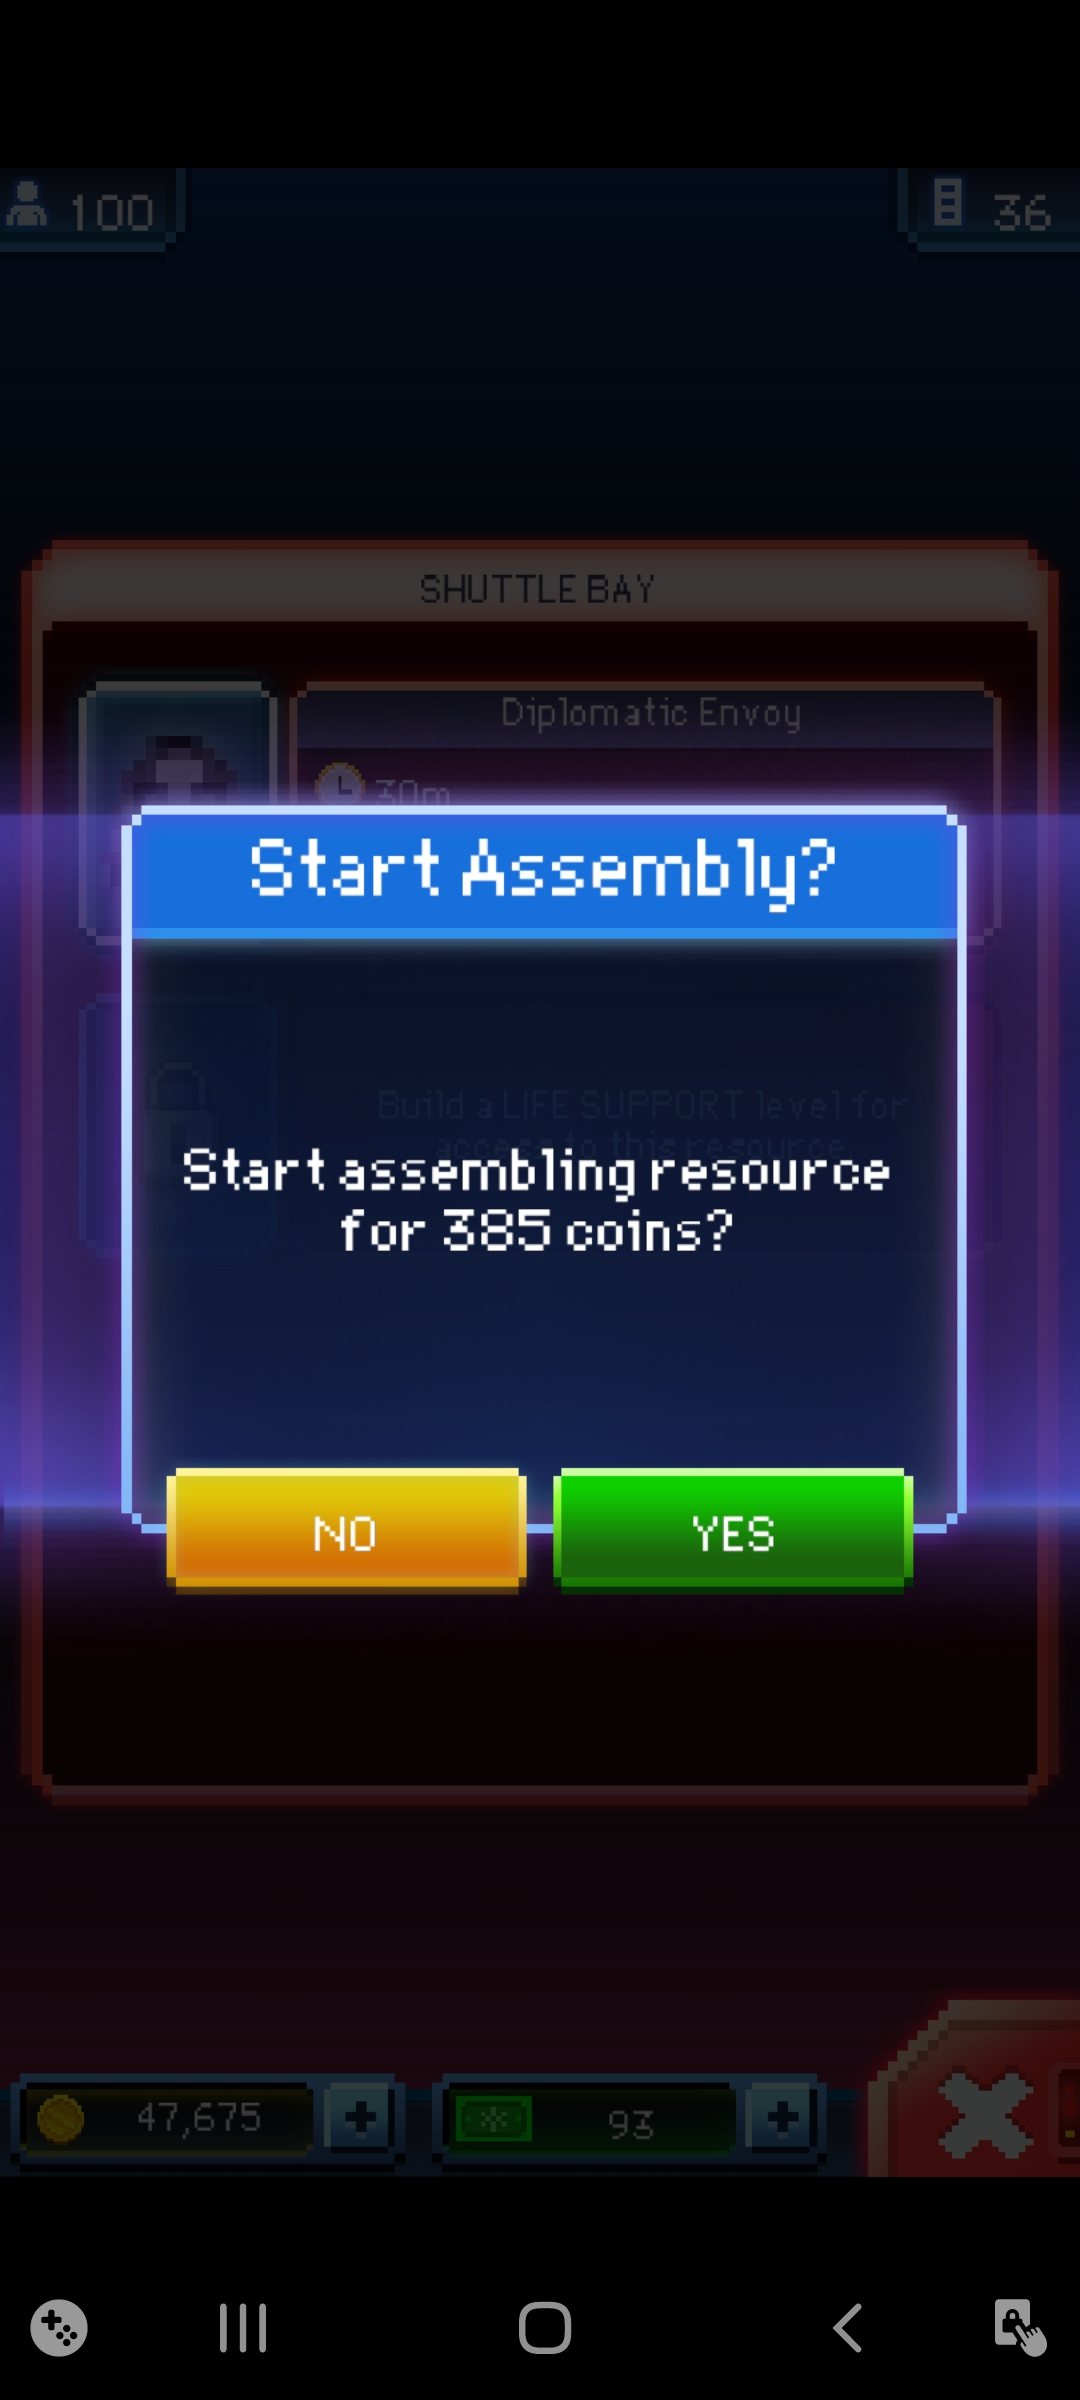 100
36
SHUTTLE BAY
Diplomatic Envoy
30m
Start Assembly?
Build a LIFE SUPPORT level for
access to this resource
Start assembling resource
for 385 coins?
NO
YES
47,675
93